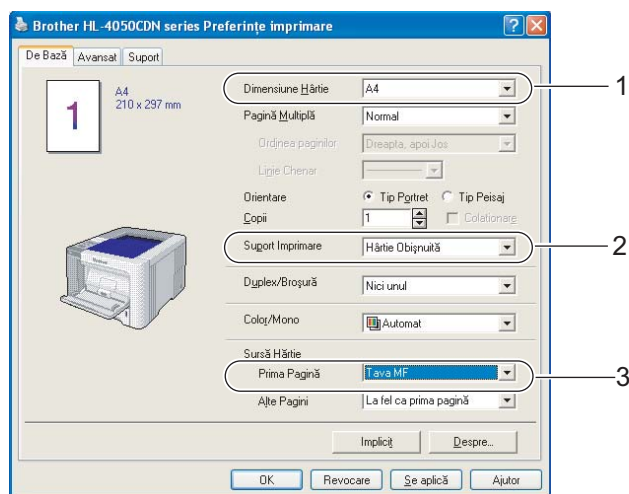 Brother HL-4050CDN series Preferințe imprimare
De Bază Avansat Suport
A4
210 x 297 mm
1
Dimensiune Hârtie A4 1
Pagină Multiplă Normal
Ordinea paginilor Dreapta, apoi Jos
Linie Chenar
Orientare Tip Portret Tip Peisaj
Copii 1 Colationare
Suport Imprimare Hârtie Obișnuită 2
Duplex/Broșură Nici unul
Color/Mono Automat
Sursă Hârtie
Prima Pagină Tava MF 3
Alte Pagini La fel ca prima pagină
Implicit Despre...
OK Revocare Se aplică Ajutor